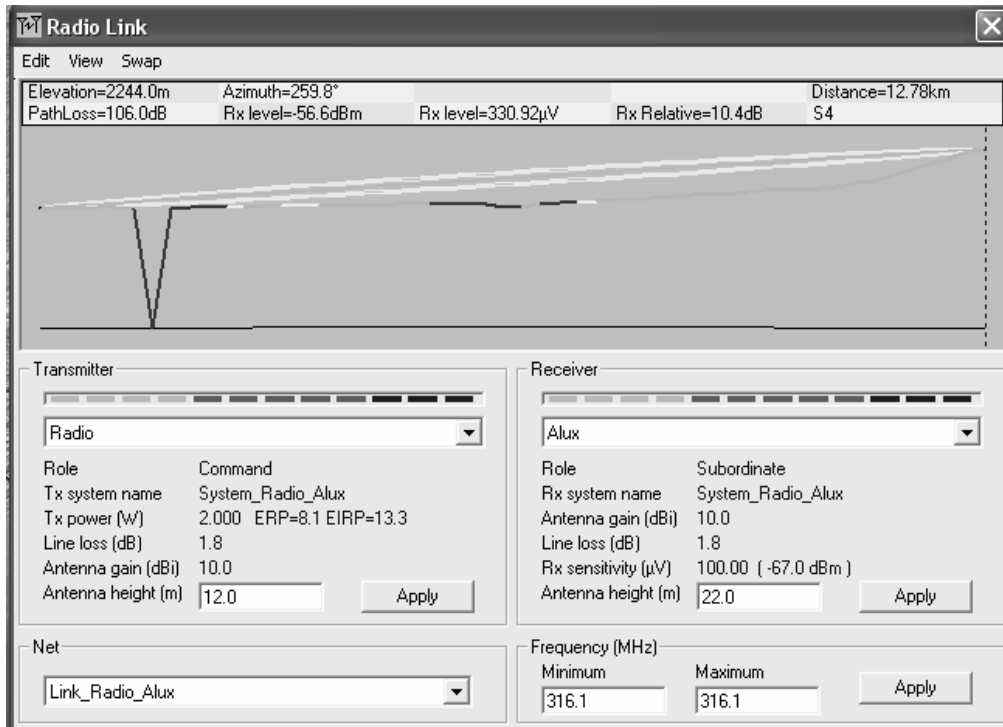 Radio Link
Edit View Swap
Elevation=2244.0m Azimuth=259.8° Distance=12.78km
PathLoss=106.0dB Rx level=-56.6dBm Rx level=330.92µV Rx Relative=10.4dB S4
Transmitter
Radio
Role Command
Tx system name System_Radio_Alux
Tx power (W) 2.000 ERP=8.1 EIRP=13.3
Line loss (dB) 1.8
Antenna gain (dBi) 10.0
Antenna height (m) 12.0 Apply
Receiver
Alux
Role Subordinate
Rx system name System_Radio_Alux
Antenna gain (dBi) 10.0
Line loss (dB) 1.8
Rx sensitivity (µV) 100.00 ( -67.0 dBm )
Antenna height (m) 22.0 Apply
Net
Link_Radio_Alux
Frequency (MHz)
Minimum Maximum
316.1 316.1 Apply